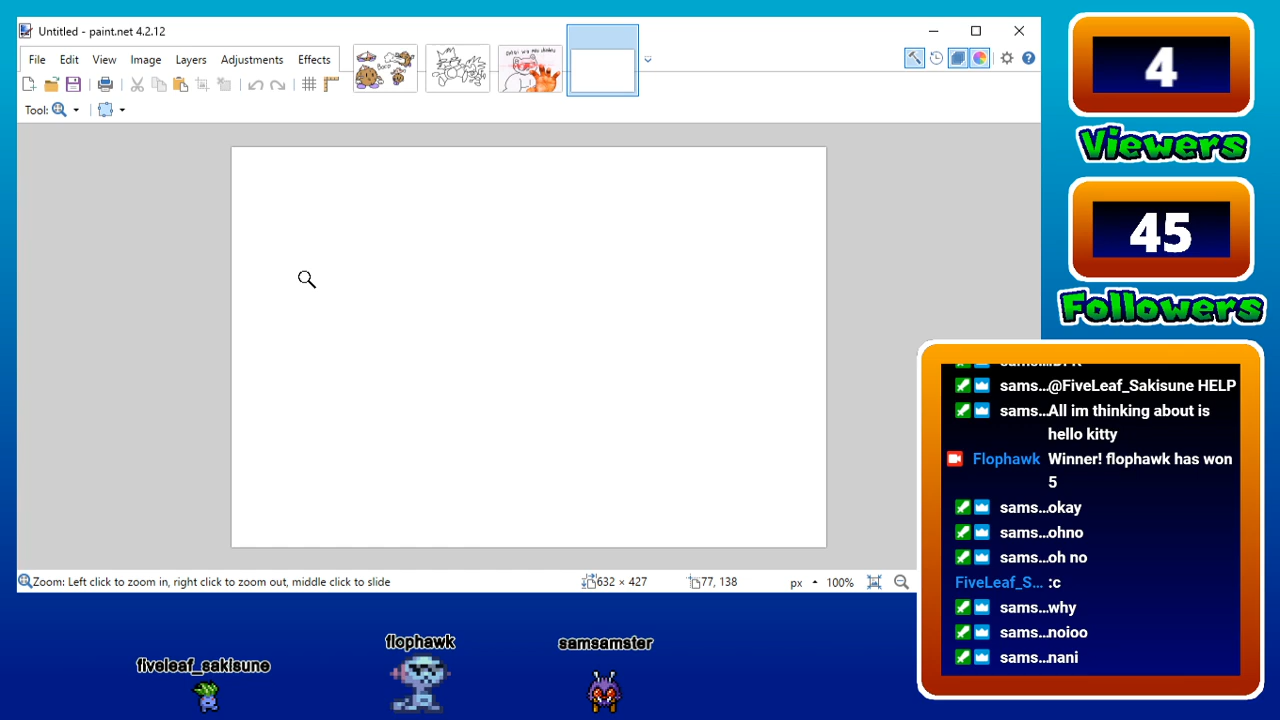 Untitled - paint.net 4.2.12
File Edit View Image Layers Adjustments Effects
Tool:
Zoom: Left click to zoom in, right click to zoom out, middle click to slide
632 × 427
77, 138
px
100%
4
Viewers
45
Followers
sams...@FiveLeaf_Sakisune HELP
sams...All im thinking about is
hello kitty
Flophawk Winner! flophawk has won
5
sams...okay
sams...ohno
sams...oh no
FiveLeaf_S... :c
sams...why
sams...noioo
sams...nani
fiveleaf_sakisune
flophawk
samsamster